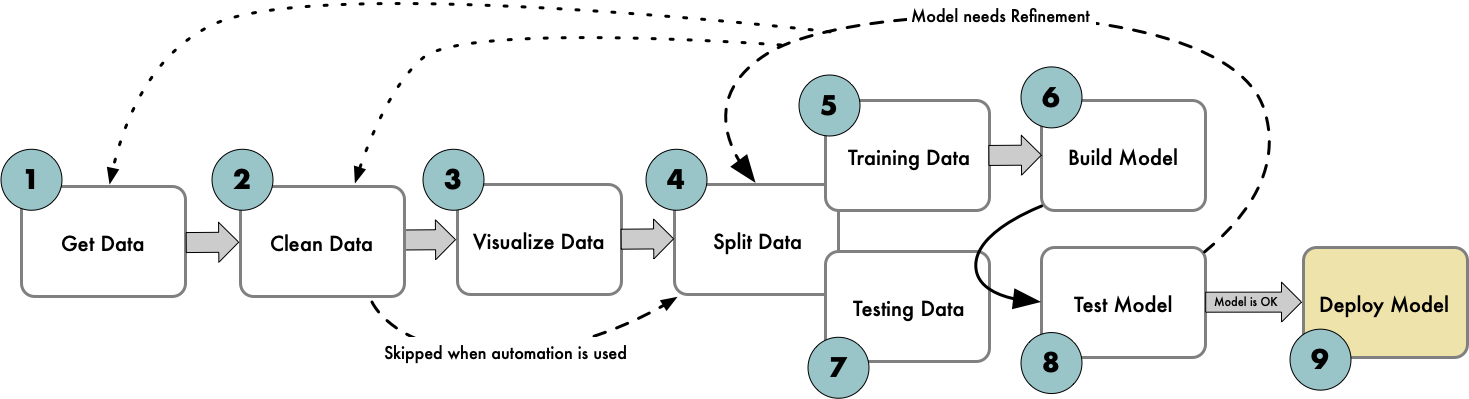 Model needs Refinement
1
Get Data
2
Clean Data
3
Visualize Data
4
Split Data
5
Training Data
6
Build Model
7
Testing Data
8
Test Model
Model is OK
9
Deploy Model
Skipped when automation is used